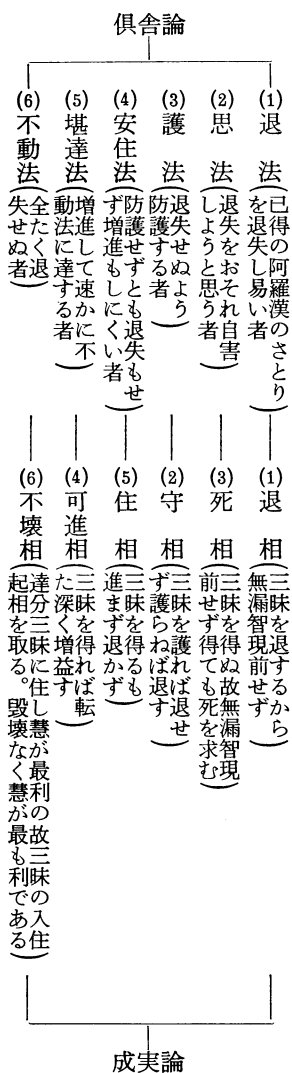 倶舎論
(1)退法(已得の阿羅漢のさとりを退失し易い者)
(2)思法(退失をおそれ自害しようと思う者)
(3)護法(退失せぬよう防護する者)
(4)安住法(防護せずとも退失もせず増進もしにくい者)
(5)堪達法(増進して速かに不動法に達する者)
(6)不動法(全たく退失せぬ者)
(1)退相(三昧を退するから無漏智現前せず)
(3)死相(三昧を得ぬ故無漏智現前せず得ても死を求む)
(2)守相(三昧を護れば退せず護らねば退す)
(5)住相(三昧を得るも進まず退かず)
(4)可進相(三昧を得れば転た深く増益す)
(6)不壊相(達分三昧に住し慧が最利の故三昧の入住起相を取る。毀壊なく慧が最も利である)
成実論